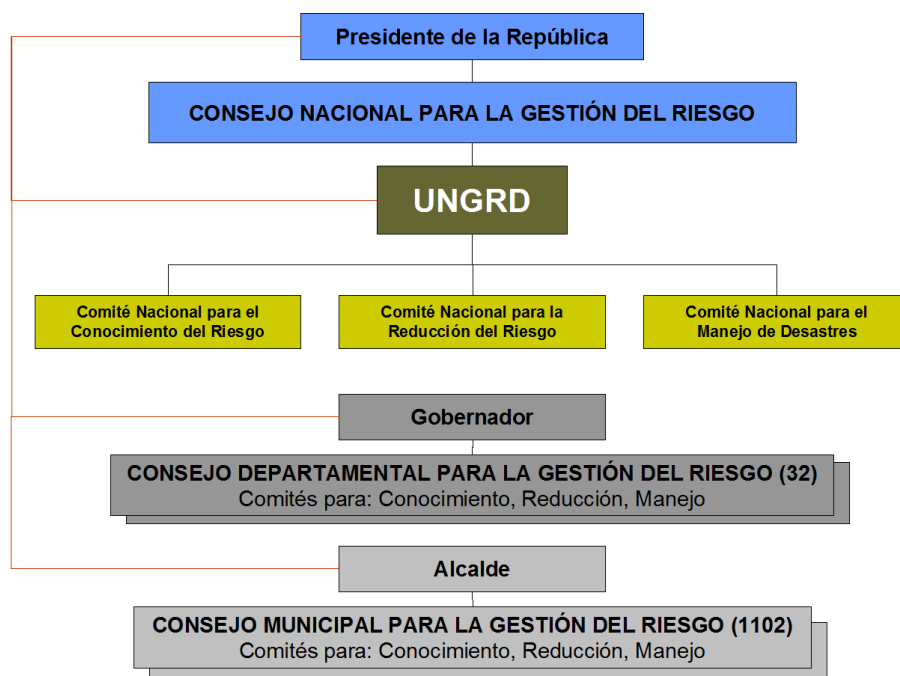 Presidente de la República
CONSEJO NACIONAL PARA LA GESTIÓN DEL RIESGO
UNGRD
Comité Nacional para el
Conocimiento del Riesgo
Comité Nacional para la
Reducción del Riesgo
Comité Nacional para el
Manejo de Desastres
Gobernador
CONSEJO DEPARTAMENTAL PARA LA GESTIÓN DEL RIESGO (32)
Comités para: Conocimiento, Reducción, Manejo
Alcalde
CONSEJO MUNICIPAL PARA LA GESTIÓN DEL RIESGO (1102)
Comités para: Conocimiento, Reducción, Manejo